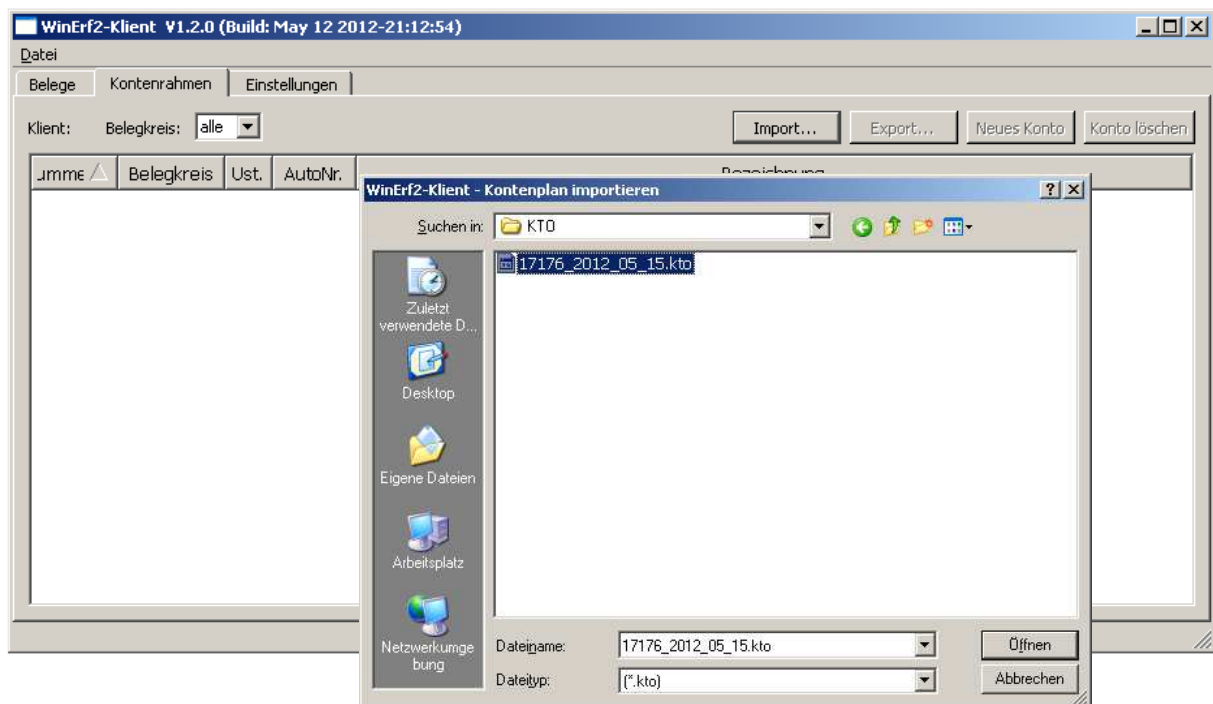 WinErf2-Klient V1.2.0 (Build: May 12 2012-21:12:54)
Datei
Belege Kontenrahmen Einstellungen
Klient: Belegkreis: alle Import... Export... Neues Konto Konto löschen
Belegkreis Ust. AutoNr.
WinErf2-Klient - Kontenplan importieren
Suchen in: KTO
17176_2012_05_15.kto
Zuletzt
verwendete D...
Desktop
Eigene Dateien
Arbeitsplatz
Netzwerkumge
bung
Dateiname: 17176_2012_05_15.kto Öffnen
Dateityp: (*.kto) Abbrechen